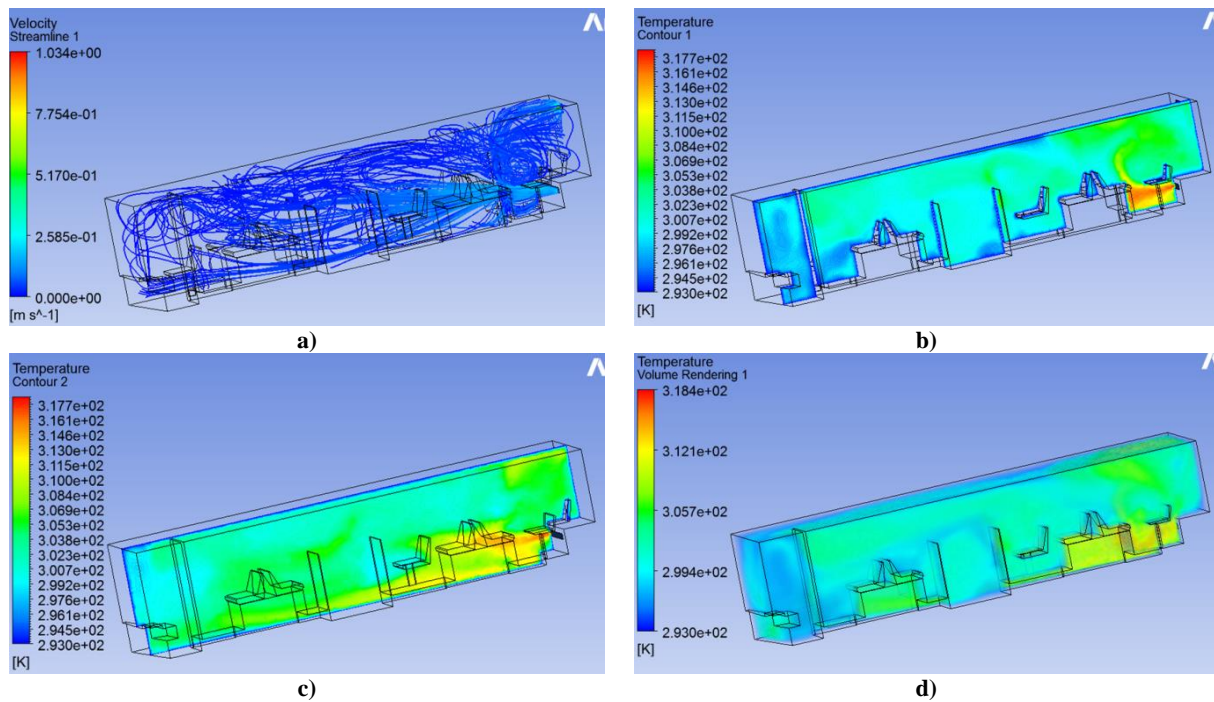 Velocity
Streamline 1
1.034e+00
7.754e-01
5.170e-01
2.585e-01
0.000e+00
[m s^-1]
a)
Temperature
Contour 1
3.177e+02
3.161e+02
3.146e+02
3.130e+02
3.115e+02
3.100e+02
3.084e+02
3.069e+02
3.053e+02
3.038e+02
3.023e+02
3.007e+02
2.992e+02
2.976e+02
2.961e+02
2.945e+02
2.930e+02
[K]
b)
Temperature
Contour 2
3.177e+02
3.161e+02
3.146e+02
3.130e+02
3.115e+02
3.100e+02
3.084e+02
3.069e+02
3.053e+02
3.038e+02
3.023e+02
3.007e+02
2.992e+02
2.976e+02
2.961e+02
2.945e+02
2.930e+02
[K]
c)
Temperature
Volume Rendering 1
3.184e+02
3.121e+02
3.057e+02
2.994e+02
2.930e+02
[K]
d)